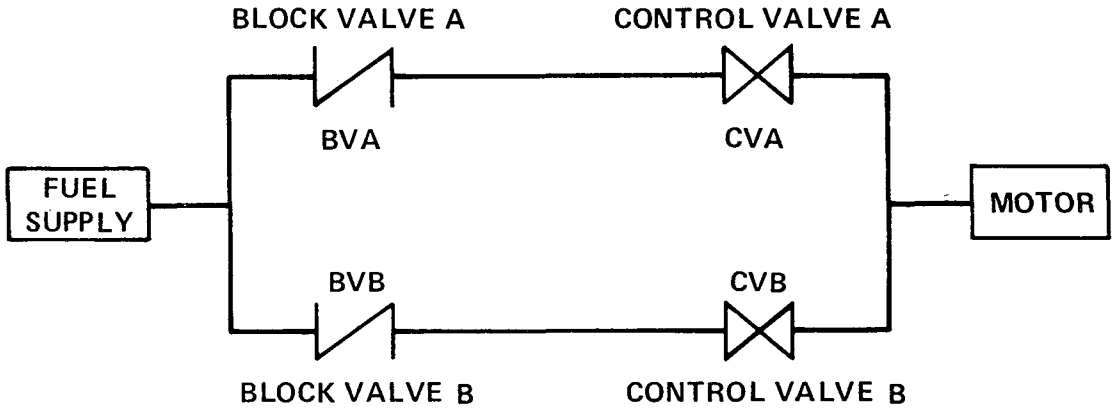 BLOCK VALVE A
CONTROL VALVE A
BVA
CVA
FUEL
SUPPLY
MOTOR
BVB
CVB
BLOCK VALVE B
CONTROL VALVE B